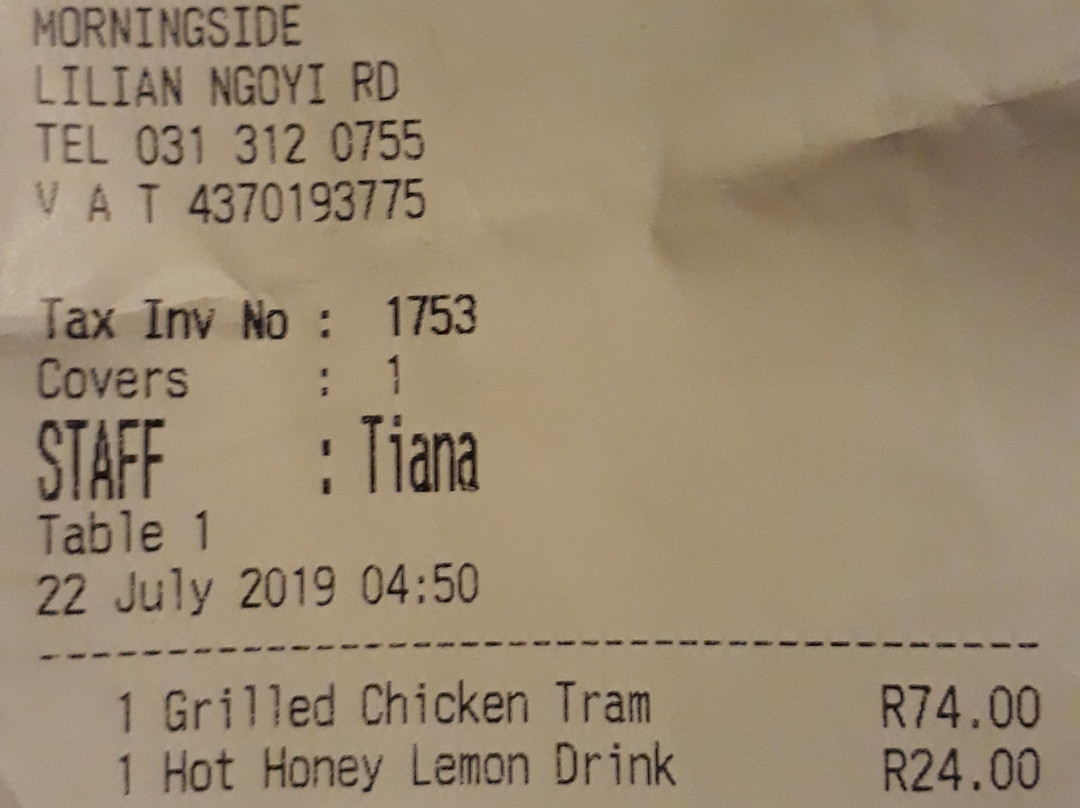 MORNINGSIDE
LILIAN NGOYI RD
TEL 031 312 0755
V A T 4370193775
Tax Inv No : 1753
Covers : 1
STAFF : Tiana
Table 1
22 July 2019 04:50
----------------------------------------
1 Grilled Chicken Tram R74.00
1 Hot Honey Lemon Drink R24.00